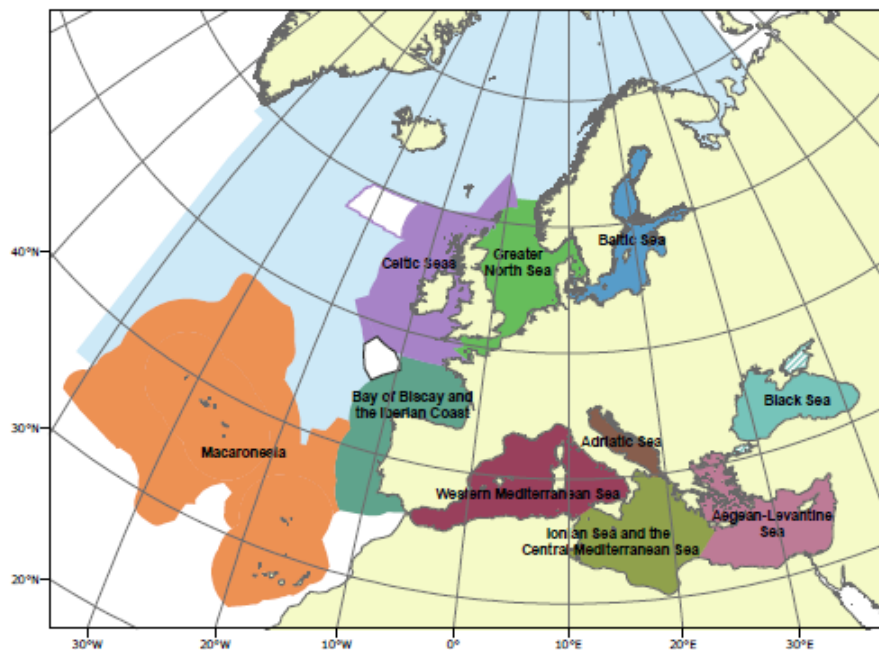 40°N
30°N
20°N
Celtic Seas
Greater
North Sea
Baltic Sea
Bay of Biscay and
the Iberian Coast
Black Sea
Macaronesia
Adriatic Sea
Western Mediterranean Sea
Aegean-Levantine
Sea
Ionian Sea and the
Central Mediterranean Sea
30°W
20°W
10°W
0°
10°E
20°E
30°E